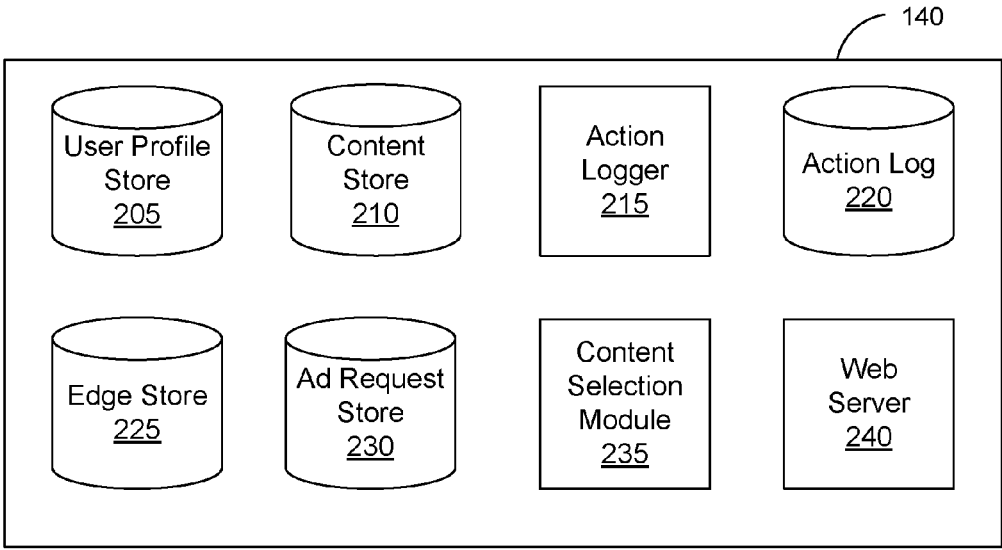 140
User Profile
Store
205
Content
Store
210
Action
Logger
215
Action Log
220
Edge Store
225
Ad Request
Store
230
Content
Selection
Module
235
Web
Server
240